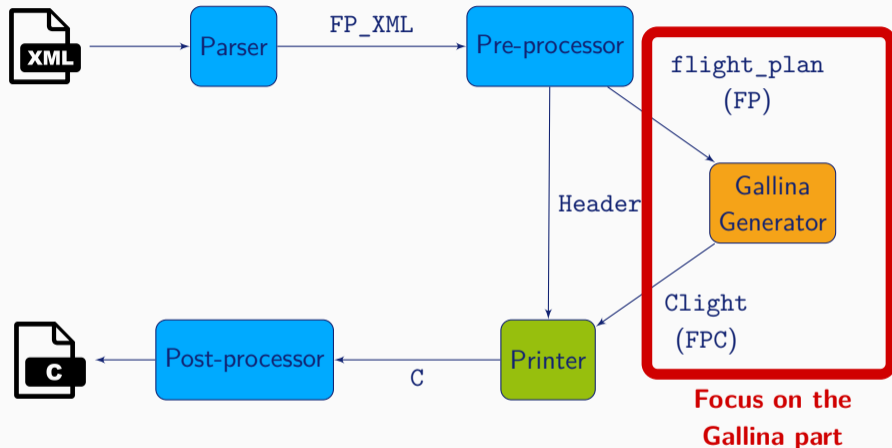 XML
Parser
FP_XML
Pre-processor
flight_plan
(FP)
Gallina
Generator
Header
Clight
(FPC)
C
Post-processor
C
Printer
Focus on the
Gallina part